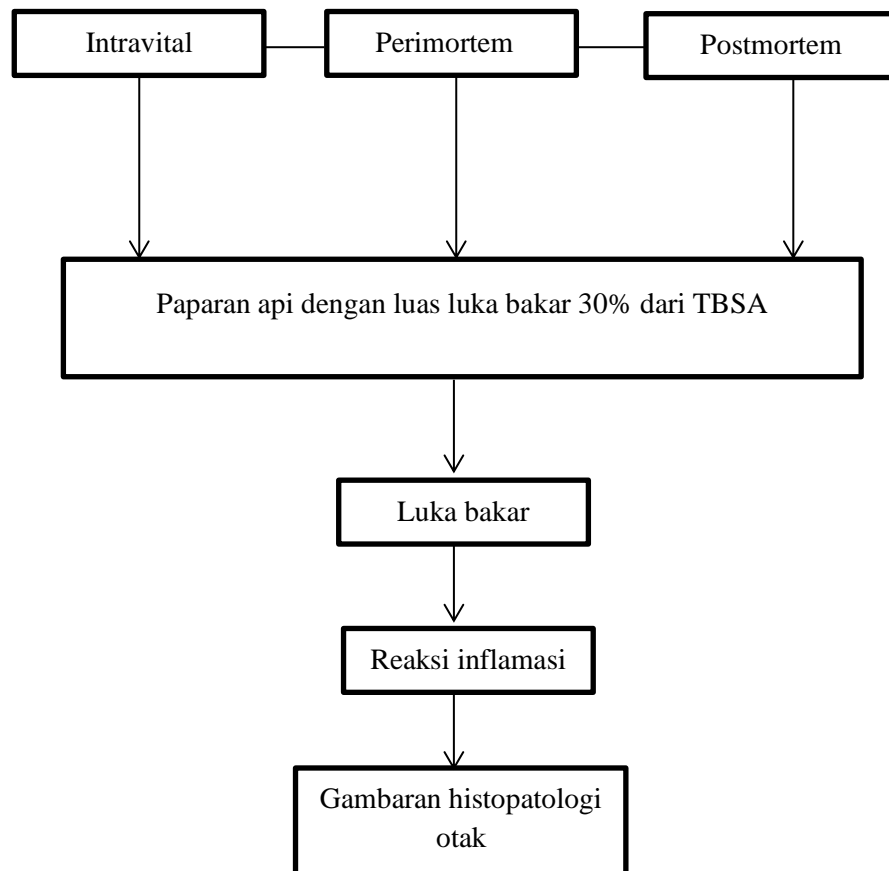 Intravital
Perimortem
Postmortem
Paparan api dengan luas luka bakar 30% dari TBSA
Luka bakar
Reaksi inflamasi
Gambaran histopatologi
otak